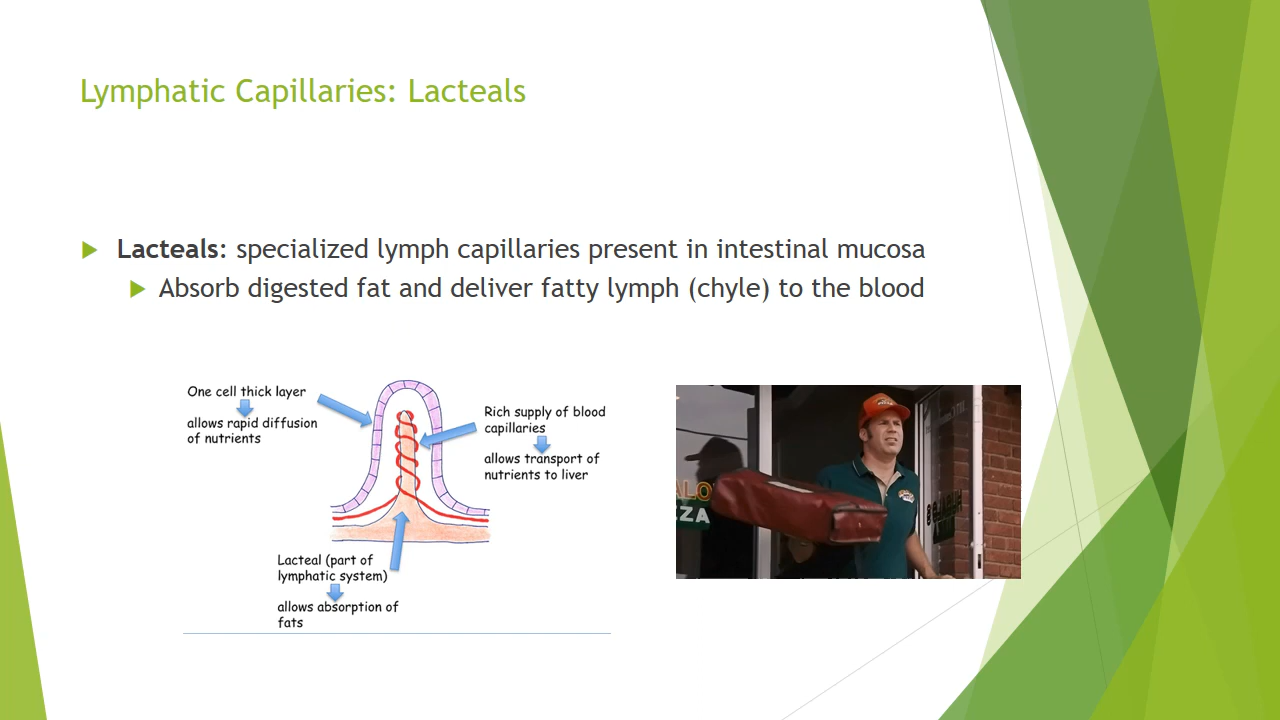 Lymphatic Capillaries: Lacteals
Lacteals: specialized lymph capillaries present in intestinal mucosa
Absorb digested fat and deliver fatty lymph (chyle) to the blood
One cell thick layer
allows rapid diffusion
of nutrients
Rich supply of blood
capillaries
allows transport of
nutrients to liver
Lacteal (part of
lymphatic system)
allows absorption of
fats